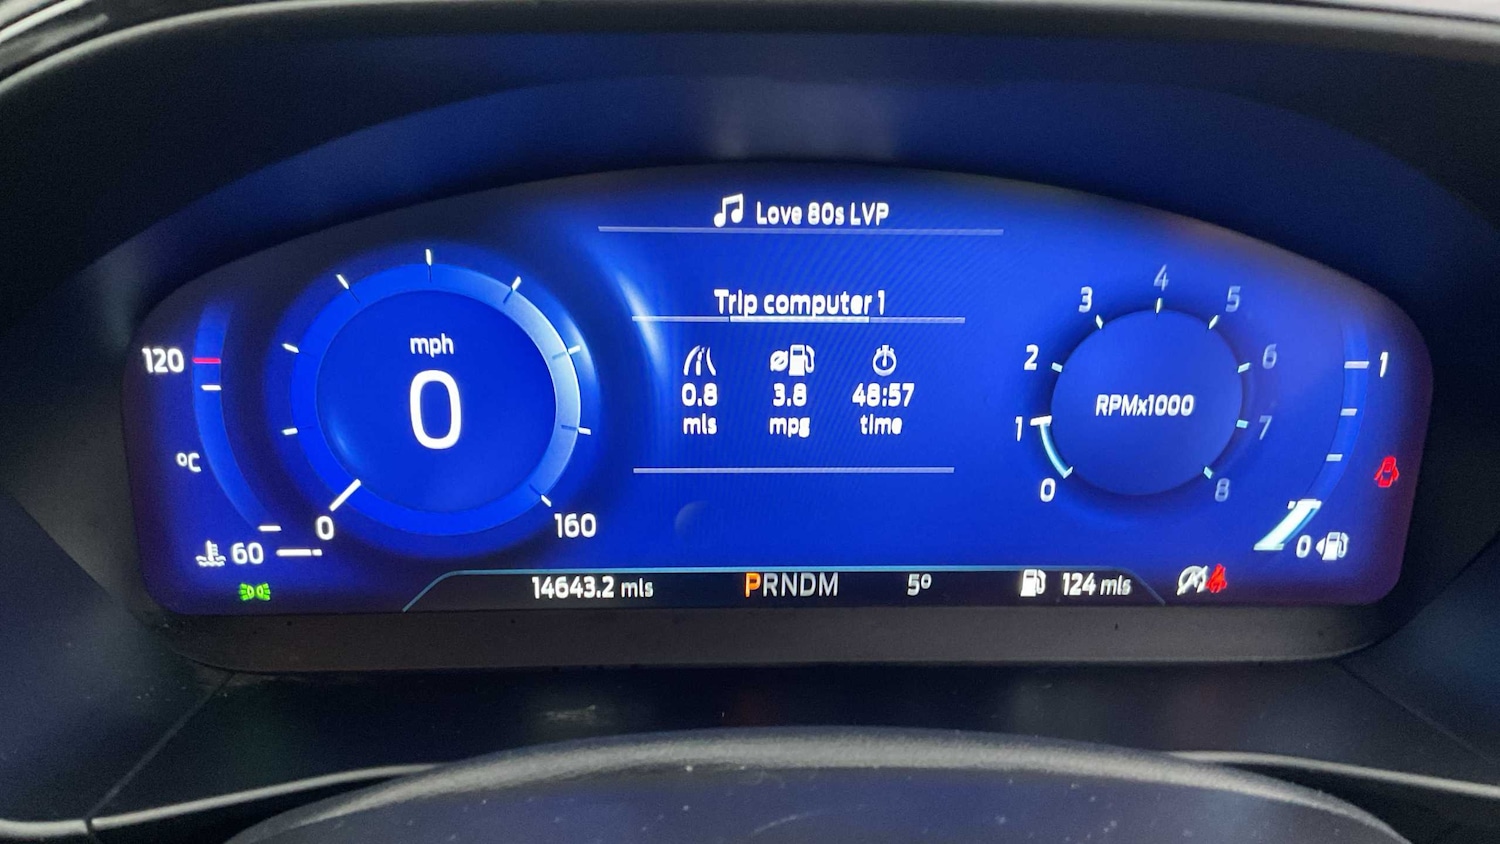 Love 80s LVP
Trip computer 1
0.8 3.8 48:57
mls mpg time
mph
0
0 160
120
°C
60
RPMx1000
0 1 2 3 4 5 6 7 8
1
0
14643.2 mls PRNDM 5º 124 mls